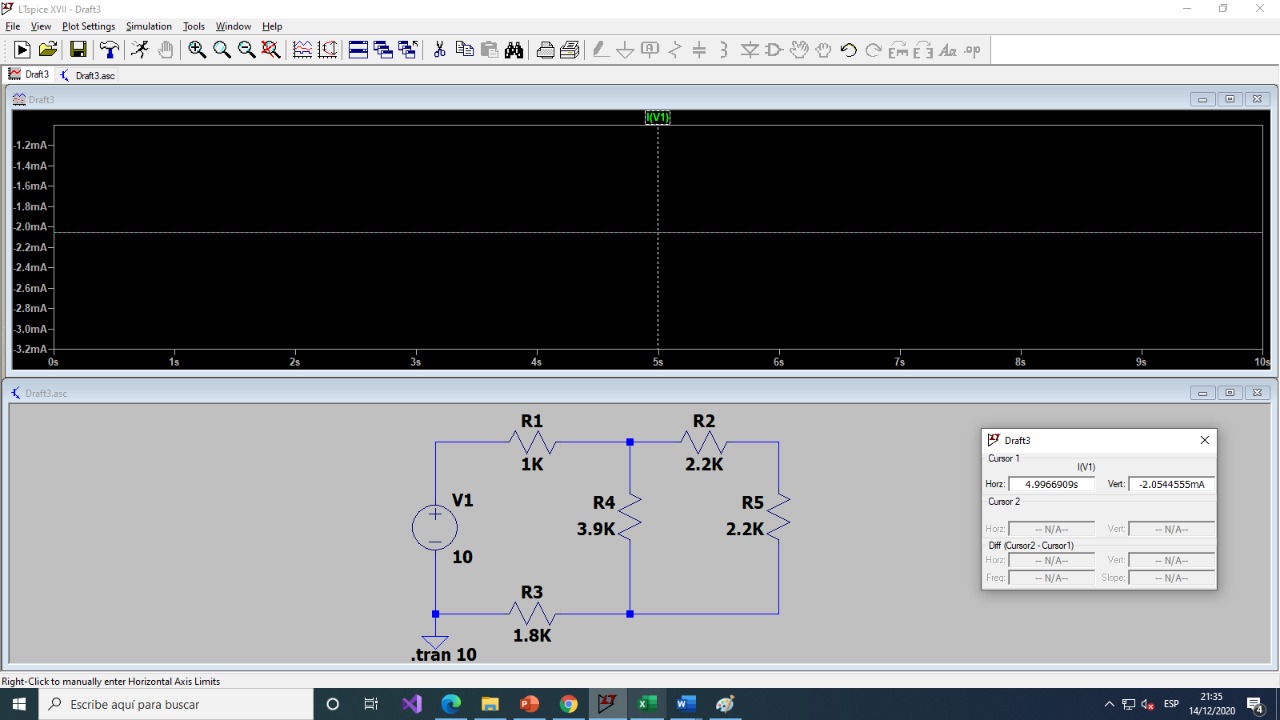 LTspice XVII - Draft3
File View Plot Settings Simulation Tools Window Help
Draft3 Draft3.asc
Draft3
I(V1)
-1.2mA
-1.4mA
-1.6mA
-1.8mA
-2.0mA
-2.2mA
-2.4mA
-2.6mA
-2.8mA
-3.0mA
-3.2mA
0s 1s 2s 3s 4s 5s 6s 7s 8s 9s 10s
Draft3.asc
R1 R2
1K 2.2K
V1 R4 R5
3.9K 2.2K
10
R3
1.8K
.tran 10
Draft3
Cursor 1
I(V1)
Horz: 4.9966909s Vert: -2.0544555mA
Cursor 2
Horz: -- N/A-- Vert: -- N/A--
Diff (Cursor2 - Cursor1)
Horz: -- N/A-- Vert: -- N/A--
Freq: -- N/A-- Slope: -- N/A--
Right-Click to manually enter Horizontal Axis Limits
Escribe aquí para buscar
ESP
21:35
14/12/2020
4